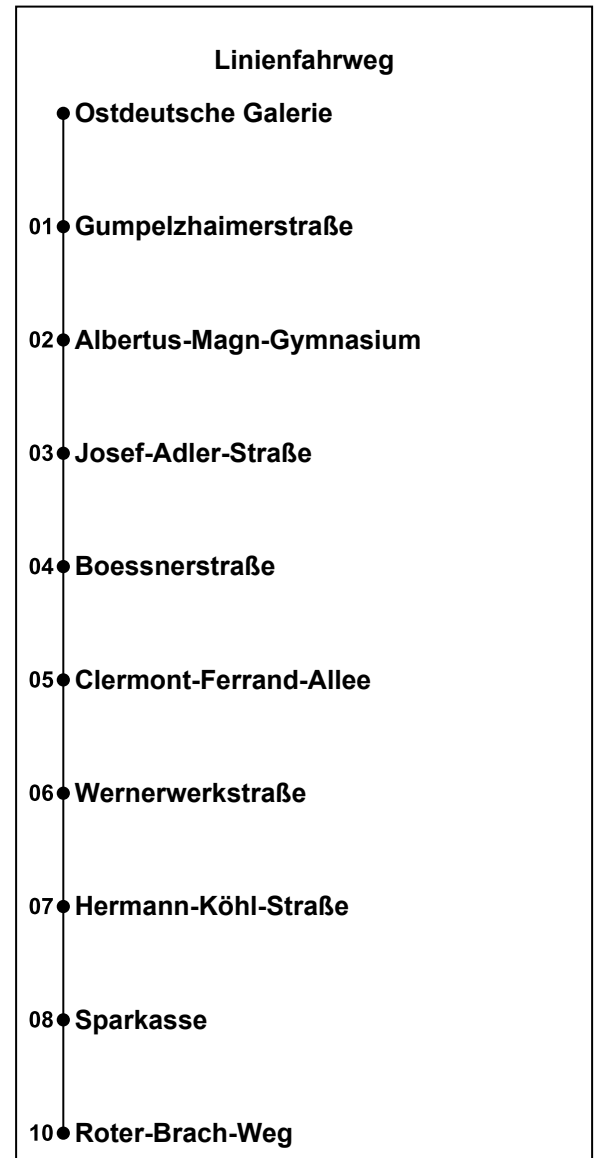 Linienfahrweg
Ostdeutsche Galerie
01 Gumpelzhaimerstraße
02 Albertus-Magn-Gymnasium
03 Josef-Adler-Straße
04 Boessnerstraße
05 Clermont-Ferrand-Allee
06 Wernerwerkstraße
07 Hermann-Köhl-Straße
08 Sparkasse
10 Roter-Brach-Weg